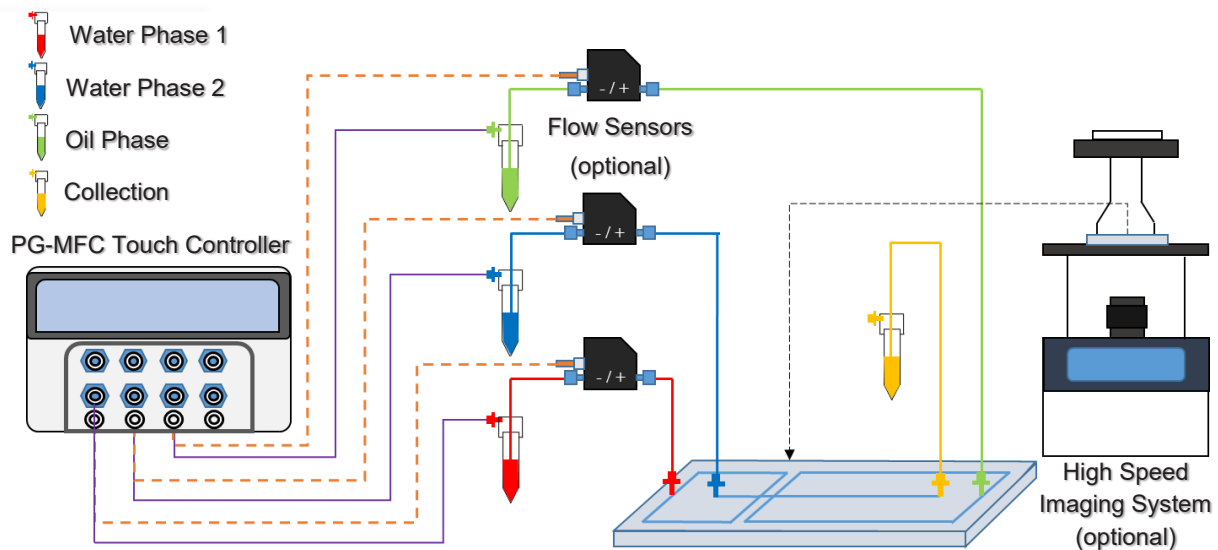 Water Phase 1
Water Phase 2
Oil Phase
Collection
PG-MFC Touch Controller
- / +
Flow Sensors
(optional)
- / +
- / +
High Speed
Imaging System
(optional)